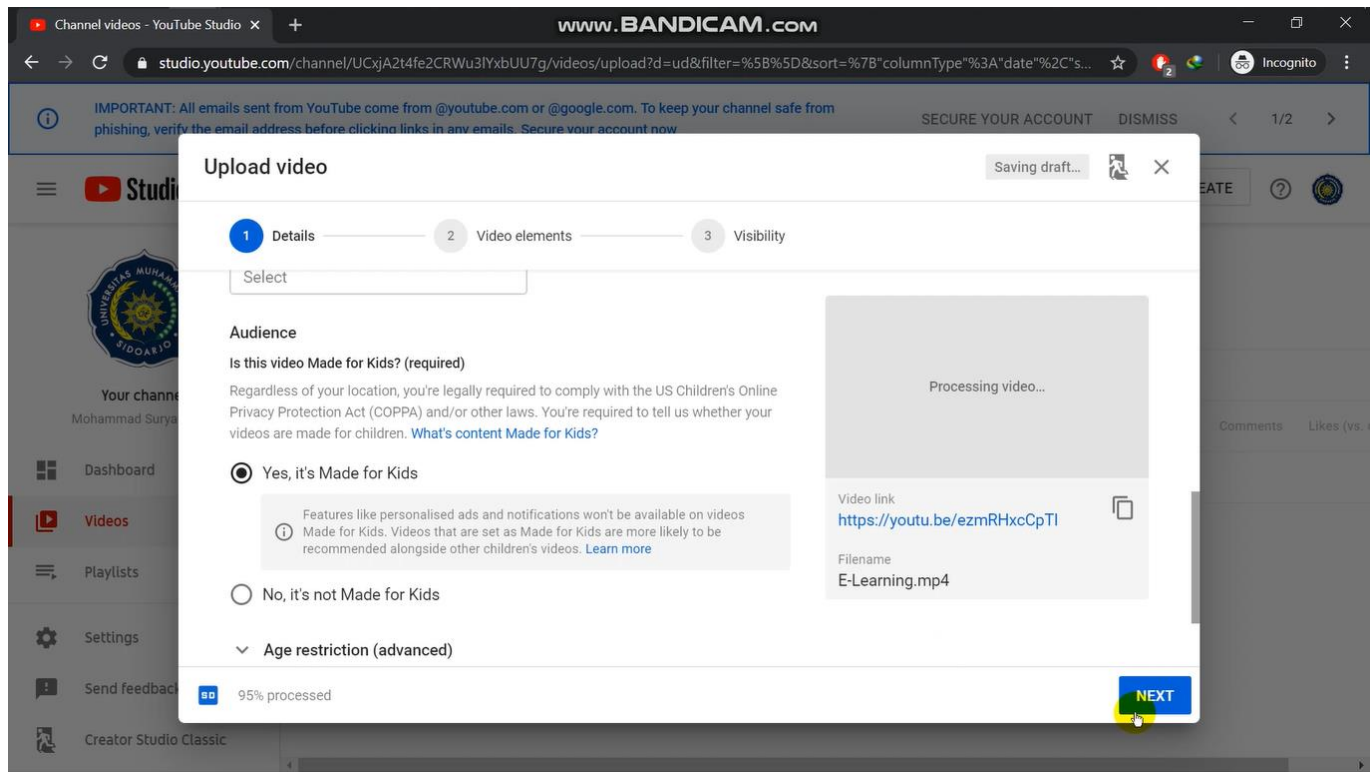 Channel videos - YouTube Studio
www.BANDICAM.com
studio.youtube.com/channel/UCxjA2t4fe2CRWu3lYxbUU7g/videos/upload?d=ud&filter=%5B%5D&sort=%7B"columnType"%3A"date"%2C"s...
2
Incognito
IMPORTANT: All emails sent from YouTube come from @youtube.com or @google.com. To keep your channel safe from
phishing, verify the email address before clicking links in any emails. Secure your account now
SECURE YOUR ACCOUNT
DISMISS
1/2
Studi
EATE
Upload video
Saving draft...
1 Details
2 Video elements
3 Visibility
UNIVERSITAS MUHAM
SIDOARJO
Your channe
Mohammad Surya
Dashboard
Videos
Playlists
Settings
Send feedback
Creator Studio Classic
Select
Audience
Is this video Made for Kids? (required)
Regardless of your location, you're legally required to comply with the US Children's Online
Privacy Protection Act (COPPA) and/or other laws. You're required to tell us whether your
videos are made for children. What's content Made for Kids?
Yes, it's Made for Kids
Features like personalised ads and notifications won't be available on videos
Made for Kids. Videos that are set as Made for Kids are more likely to be
recommended alongside other children's videos. Learn more
No, it's not Made for Kids
Age restriction (advanced)
Processing video...
Video link
https://youtu.be/ezmRHxcCpTI
Filename
E-Learning.mp4
Comments
Likes (vs.
SD
95% processed
NEXT